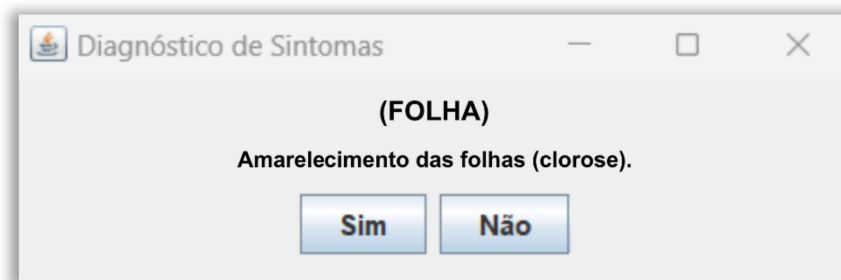 Diagnóstico de Sintomas
(FOLHA)
Amarelecimento das folhas (clorose).
Sim Não